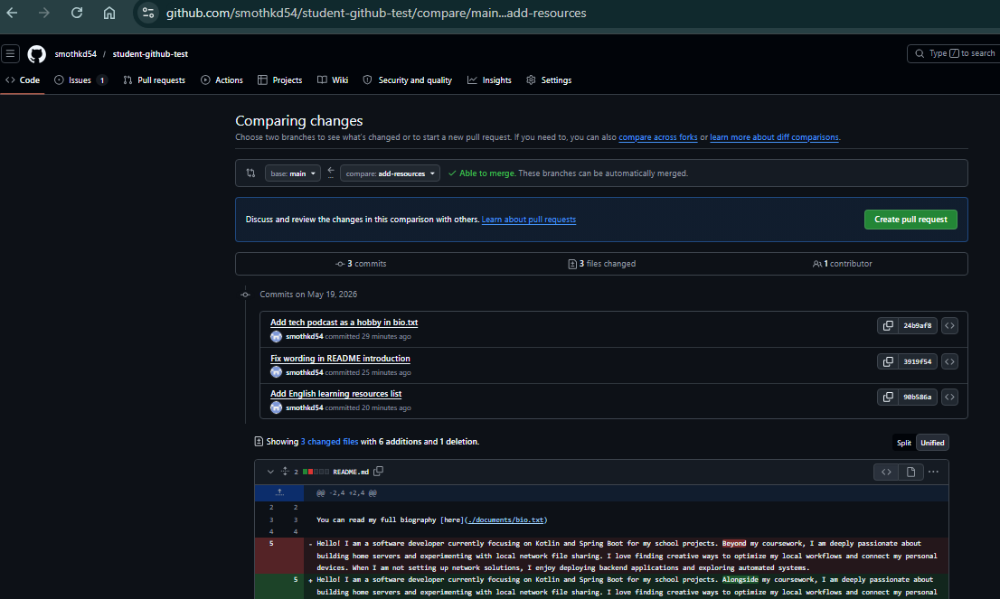 github.com/smothkd54/student-github-test/compare/main...add-resources
smothkd54 / student-github-test
Type / to search
Code Issues 1 Pull requests Actions Projects Wiki Security and quality Insights Settings
Comparing changes
Choose two branches to see what's changed or to start a new pull request. If you need to, you can also compare across forks or learn more about diff comparisons.
base: main compare: add-resources Able to merge. These branches can be automatically merged.
Discuss and review the changes in this comparison with others. Learn about pull requests
Create pull request
3 commits 3 files changed 1 contributor
Commits on May 19, 2026
Add tech podcast as a hobby in bio.txt
24b9af8
smothkd54 committed 29 minutes ago
Fix wording in README introduction
3919f54
smothkd54 committed 25 minutes ago
Add English learning resources list
90b586a
smothkd54 committed 20 minutes ago
Showing 3 changed files with 6 additions and 1 deletion.
Split Unified
2 README.md
@@ -2,4 +2,4 @@
2 2
3 3 You can read my full biography [here](./documents/bio.txt)
4 4
5 - Hello! I am a software developer currently focusing on Kotlin and Spring Boot for my school projects. Beyond my coursework, I am deeply passionate about
building home servers and experimenting with local network file sharing. I love finding creative ways to optimize my local workflows and connect my personal
devices. When I am not setting up network solutions, I enjoy deploying backend applications and exploring automated systems.
5 + Hello! I am a software developer currently focusing on Kotlin and Spring Boot for my school projects. Alongside my coursework, I am deeply passionate about
building home servers and experimenting with local network file sharing. I love finding creative ways to optimize my local workflows and connect my personal